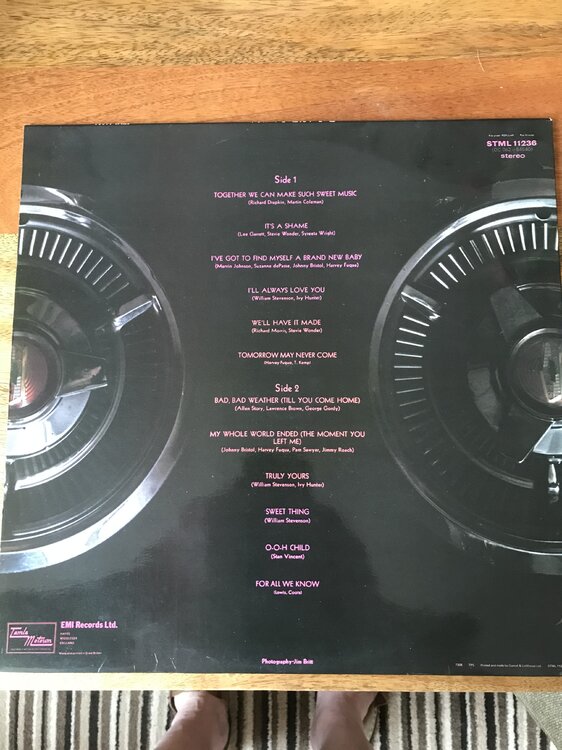 STML 11236
stereo
Side 1
TOGETHER WE CAN MAKE SUCH SWEET MUSIC
(Richard Drapkin, Martin Coleman)
IT'S A SHAME
(Lee Garrett, Stevie Wonder, Syreeta Wright)
I'VE GOT TO FIND MYSELF A BRAND NEW BABY
(Marvin Johnson, Suzanne dePasse, Johnny Bristol, Harvey Fuqua)
I'LL ALWAYS LOVE YOU
(William Stevenson, Ivy Hunter)
WE'LL HAVE IT MADE
(Richard Morris, Stevie Wonder)
TOMORROW MAY NEVER COME
(Harvey Fuqua, T. Kemp)
Side 2
BAD, BAD WEATHER (TILL YOU COME HOME)
(Allen Story, Lawrence Brown, George Gordy)
MY WHOLE WORLD ENDED (THE MOMENT YOU
LEFT ME)
(Johnny Bristol, Harvey Fuqua, Pam Sawyer, Jimmy Roach)
TRULY YOURS
(William Stevenson, Ivy Hunter)
SWEET THING
(William Stevenson)
O-O-H CHILD
(Stan Vincent)
FOR ALL WE KNOW
(Lewis, Coots)
Tamla
Motown
EMI Records Ltd.
HAYES
MIDDLESEX
ENGLAND
Photography-Jim Britt